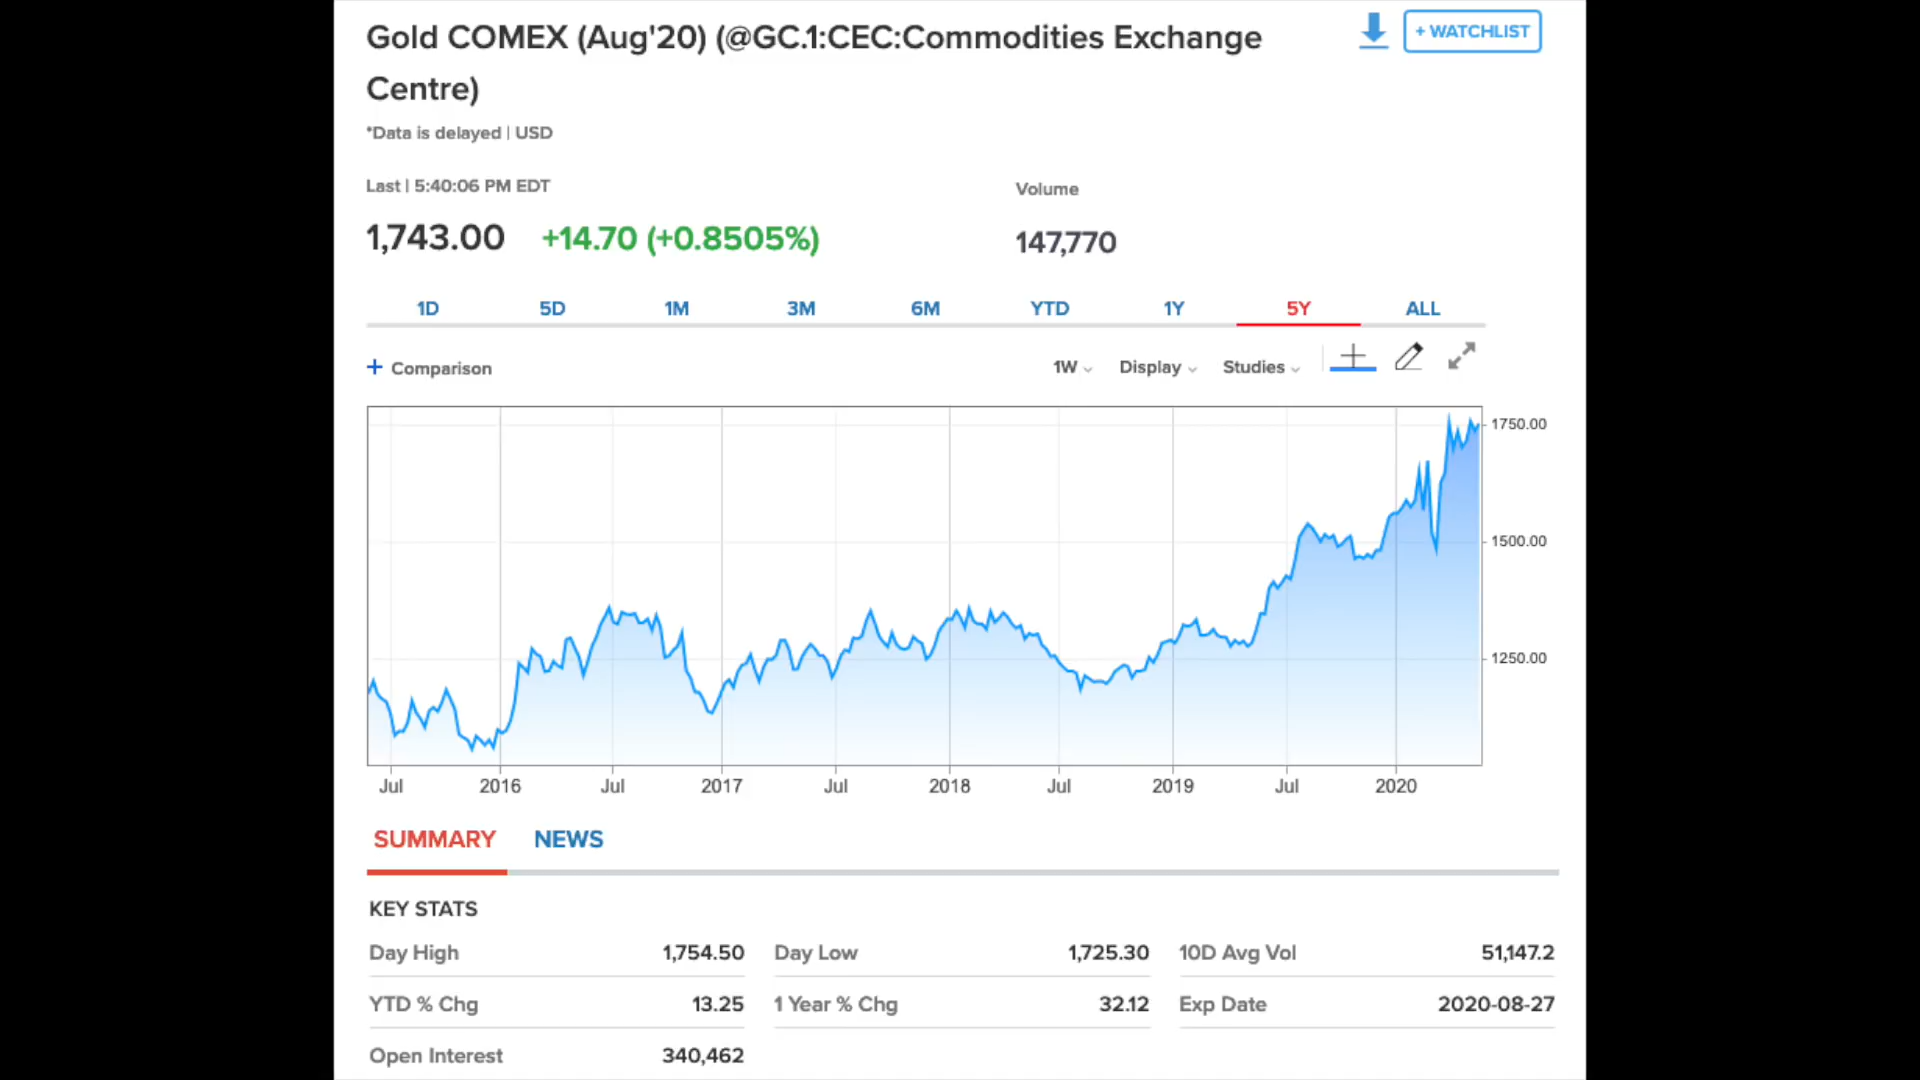 Gold COMEX (Aug'20) (@GC.1:CEC:Commodities Exchange
Centre)
+ WATCHLIST
*Data is delayed | USD
Last | 5:40:06 PM EDT
Volume
1,743.00 +14.70 (+0.8505%)
147,770
1D 5D 1M 3M 6M YTD 1Y 5Y ALL
+ Comparison
1W Display Studies
1750.00
1500.00
1250.00
Jul 2016 Jul 2017 Jul 2018 Jul 2019 Jul 2020
SUMMARY NEWS
KEY STATS
Day High 1,754.50 Day Low 1,725.30 10D Avg Vol 51,147.2
YTD % Chg 13.25 1 Year % Chg 32.12 Exp Date 2020-08-27
Open Interest 340,462